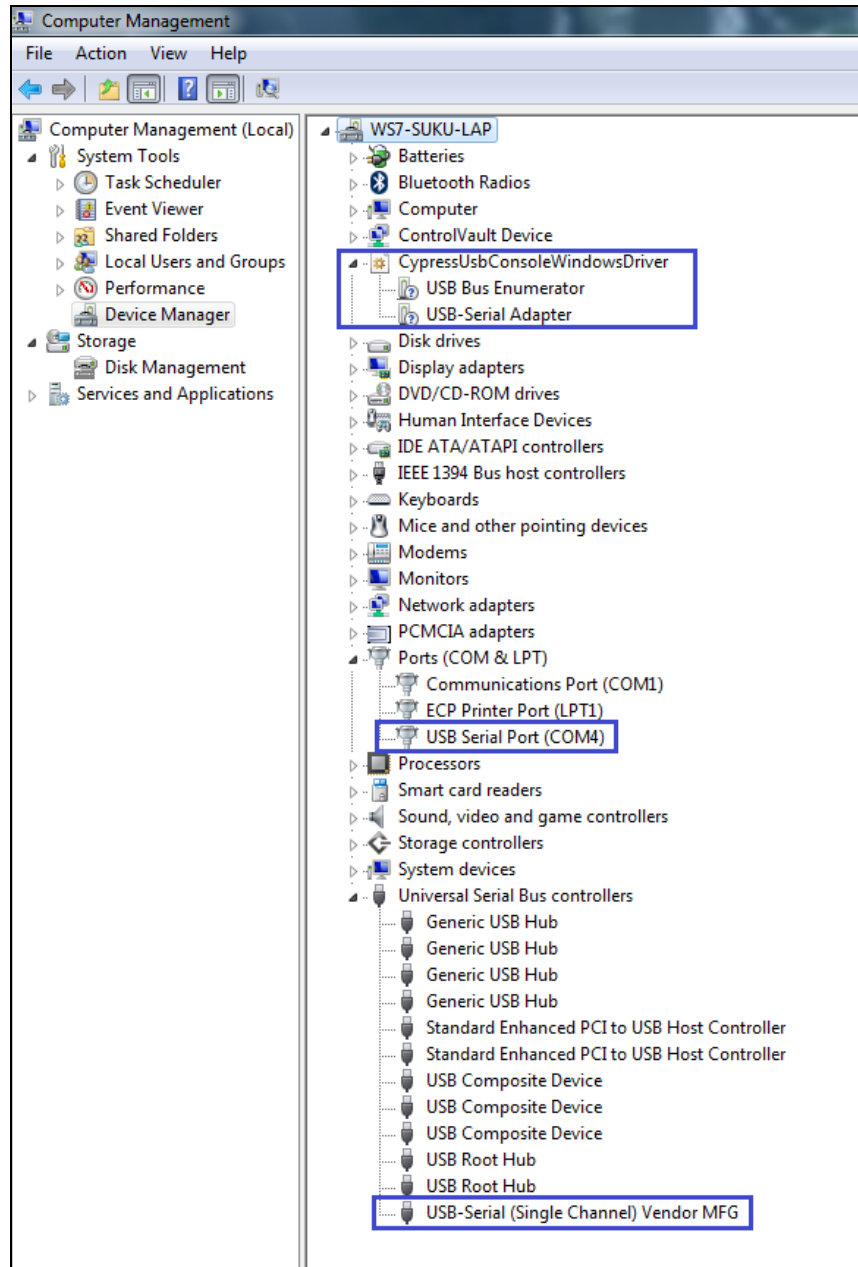 Computer Management
File Action View Help
Computer Management (Local)
System Tools
Task Scheduler
Event Viewer
Shared Folders
Local Users and Groups
Performance
Device Manager
Storage
Disk Management
Services and Applications
WS7-SUKU-LAP
Batteries
Bluetooth Radios
Computer
ControlVault Device
CypressUsbConsoleWindowsDriver
USB Bus Enumerator
USB-Serial Adapter
Disk drives
Display adapters
DVD/CD-ROM drives
Human Interface Devices
IDE ATA/ATAPI controllers
IEEE 1394 Bus host controllers
Keyboards
Mice and other pointing devices
Modems
Monitors
Network adapters
PCMCIA adapters
Ports (COM & LPT)
Communications Port (COM1)
ECP Printer Port (LPT1)
USB Serial Port (COM4)
Processors
Smart card readers
Sound, video and game controllers
Storage controllers
System devices
Universal Serial Bus controllers
Generic USB Hub
Generic USB Hub
Generic USB Hub
Generic USB Hub
Standard Enhanced PCI to USB Host Controller
Standard Enhanced PCI to USB Host Controller
USB Composite Device
USB Composite Device
USB Composite Device
USB Root Hub
USB Root Hub
USB-Serial (Single Channel) Vendor MFG